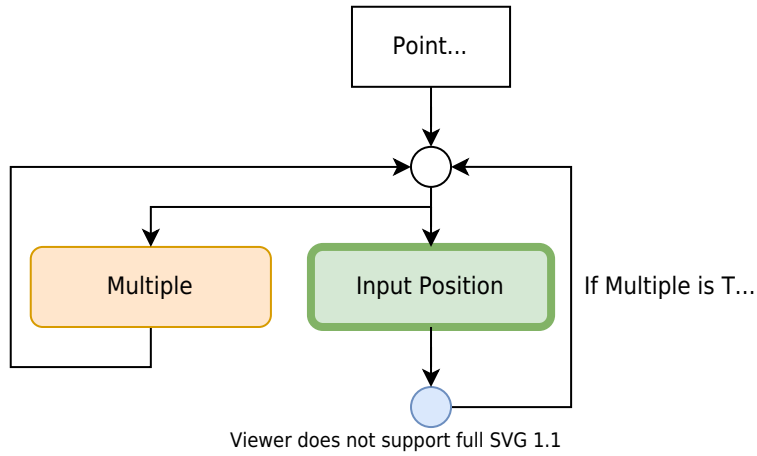 Point...
Multiple
Input Position
If Multiple is T...
Viewer does not support full SVG 1.1